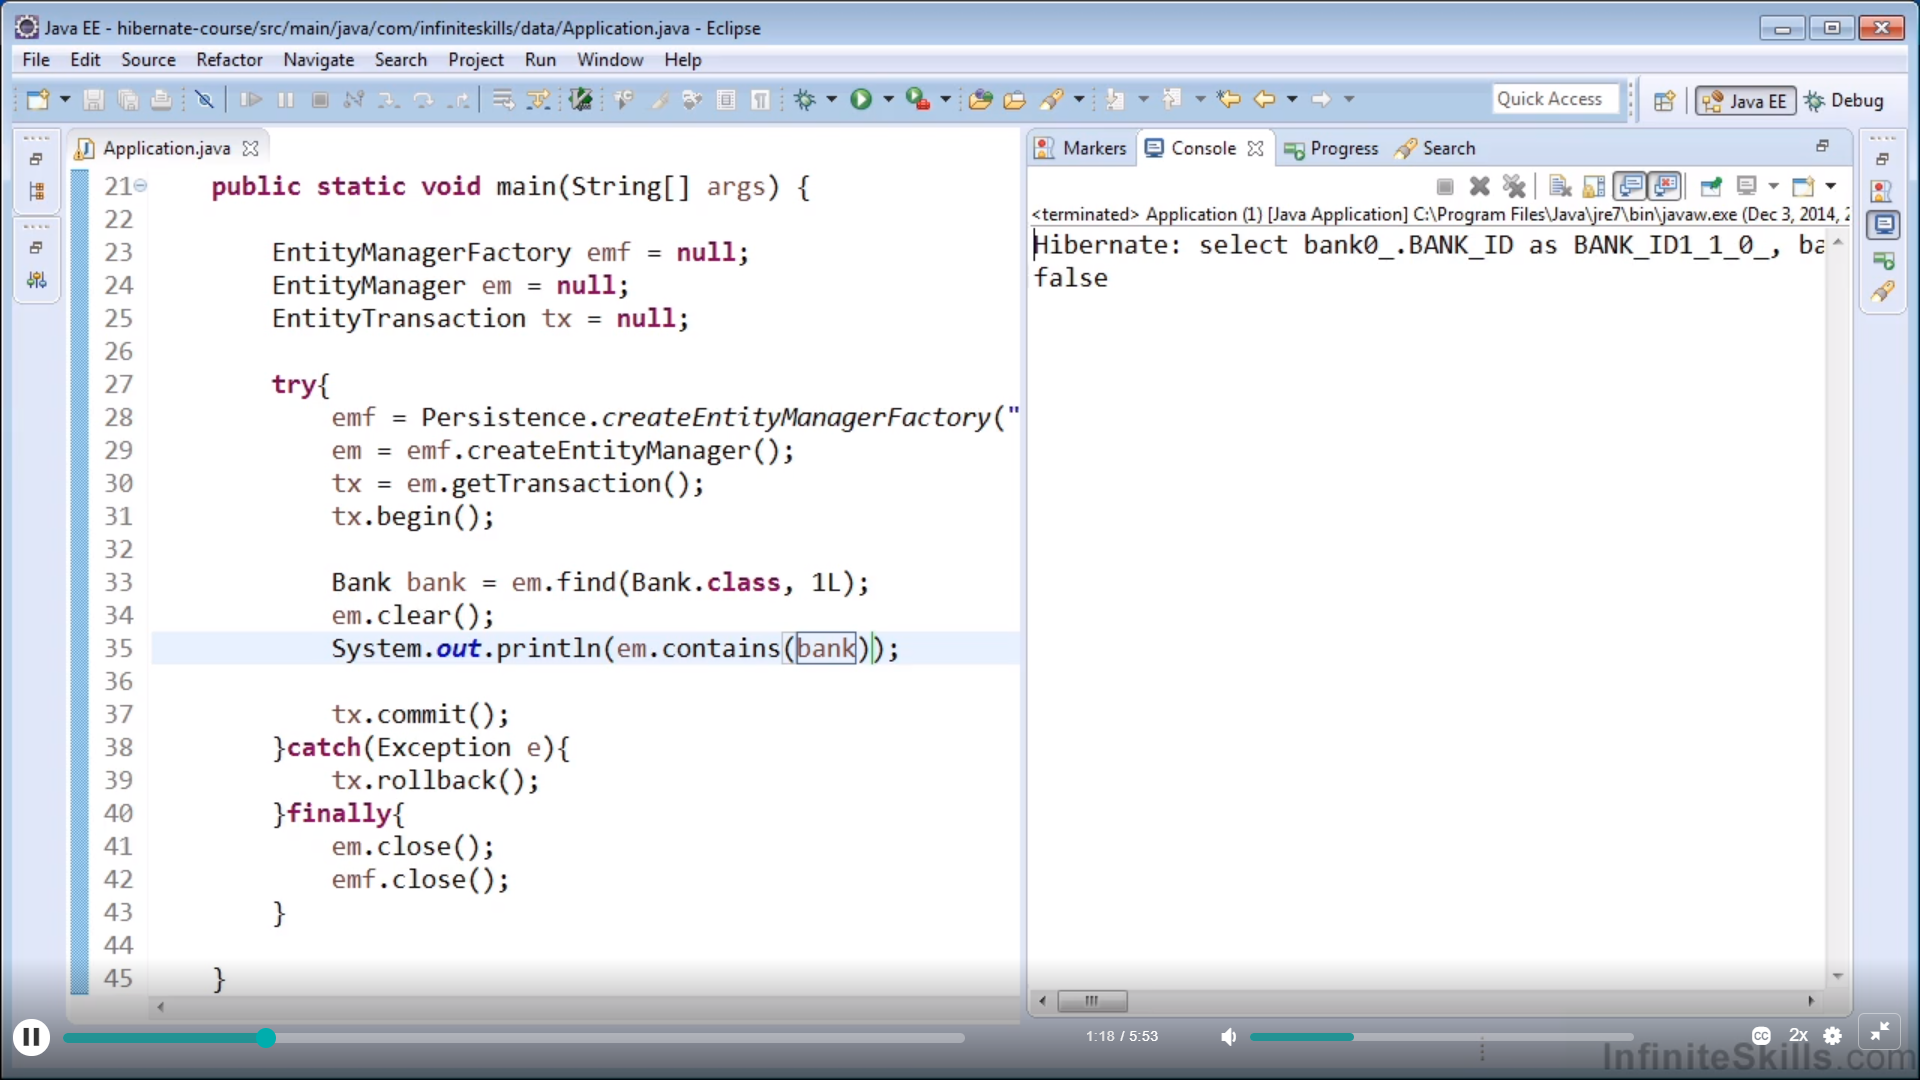 Java EE - hibernate-course/src/main/java/com/infiniteskills/data/Application.java - Eclipse
File Edit Source Refactor Navigate Search Project Run Window Help
Quick Access
Java EE
Debug
Application.java
21 public static void main(String[] args) {
22
23 EntityManagerFactory emf = null;
24 EntityManager em = null;
25 EntityTransaction tx = null;
26
27 try{
28 emf = Persistence.createEntityManagerFactory("
29 em = emf.createEntityManager();
30 tx = em.getTransaction();
31 tx.begin();
32
33 Bank bank = em.find(Bank.class, 1L);
34 em.clear();
35 System.out.println(em.contains(bank));
36
37 tx.commit();
38 }catch(Exception e){
39 tx.rollback();
40 }finally{
41 em.close();
42 emf.close();
43 }
44
45 }
Markers Console Progress Search
<terminated> Application (1) [Java Application] C:\Program Files\Java\jre7\bin\javaw.exe (Dec 3, 2014, 2
Hibernate: select bank0_.BANK_ID as BANK_ID1_1_0_, ba
false
1:18 / 5:53
CC
2x
InfiniteSkills.com